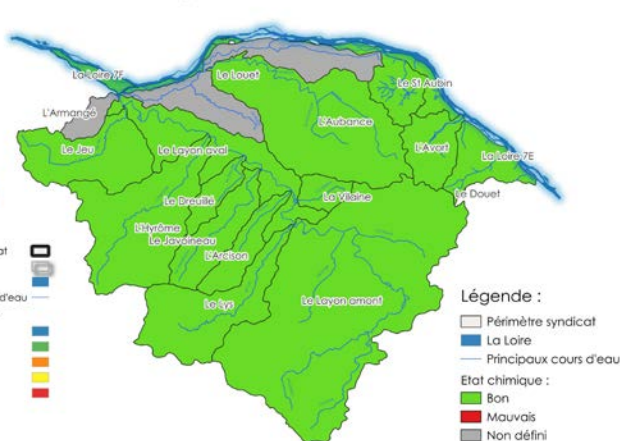 La Loire 7F
Le Louet
Le St Aubin
L'Armangé
L'Aubance
Le Jeu
Le Layon aval
L'Avort
La Loire 7E
Le Dreuillé
La Vilaine
Le Douet
L'Hyrôme
Le Javoineau
L'Arcison
Le Lys
Le Layon amont
at
d'eau
Légende :
Périmètre syndicat
La Loire
Principaux cours d'eau
Etat chimique :
Bon
Mauvais
Non défini